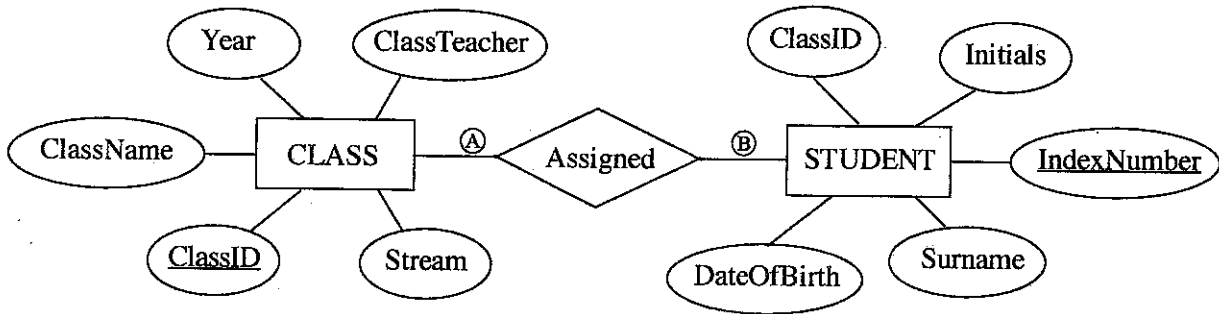 Year
ClassTeacher
ClassName
CLASS
ClassID
Stream
Ⓐ
Assigned
Ⓑ
ClassID
Initials
STUDENT
IndexNumber
DateOfBirth
Surname